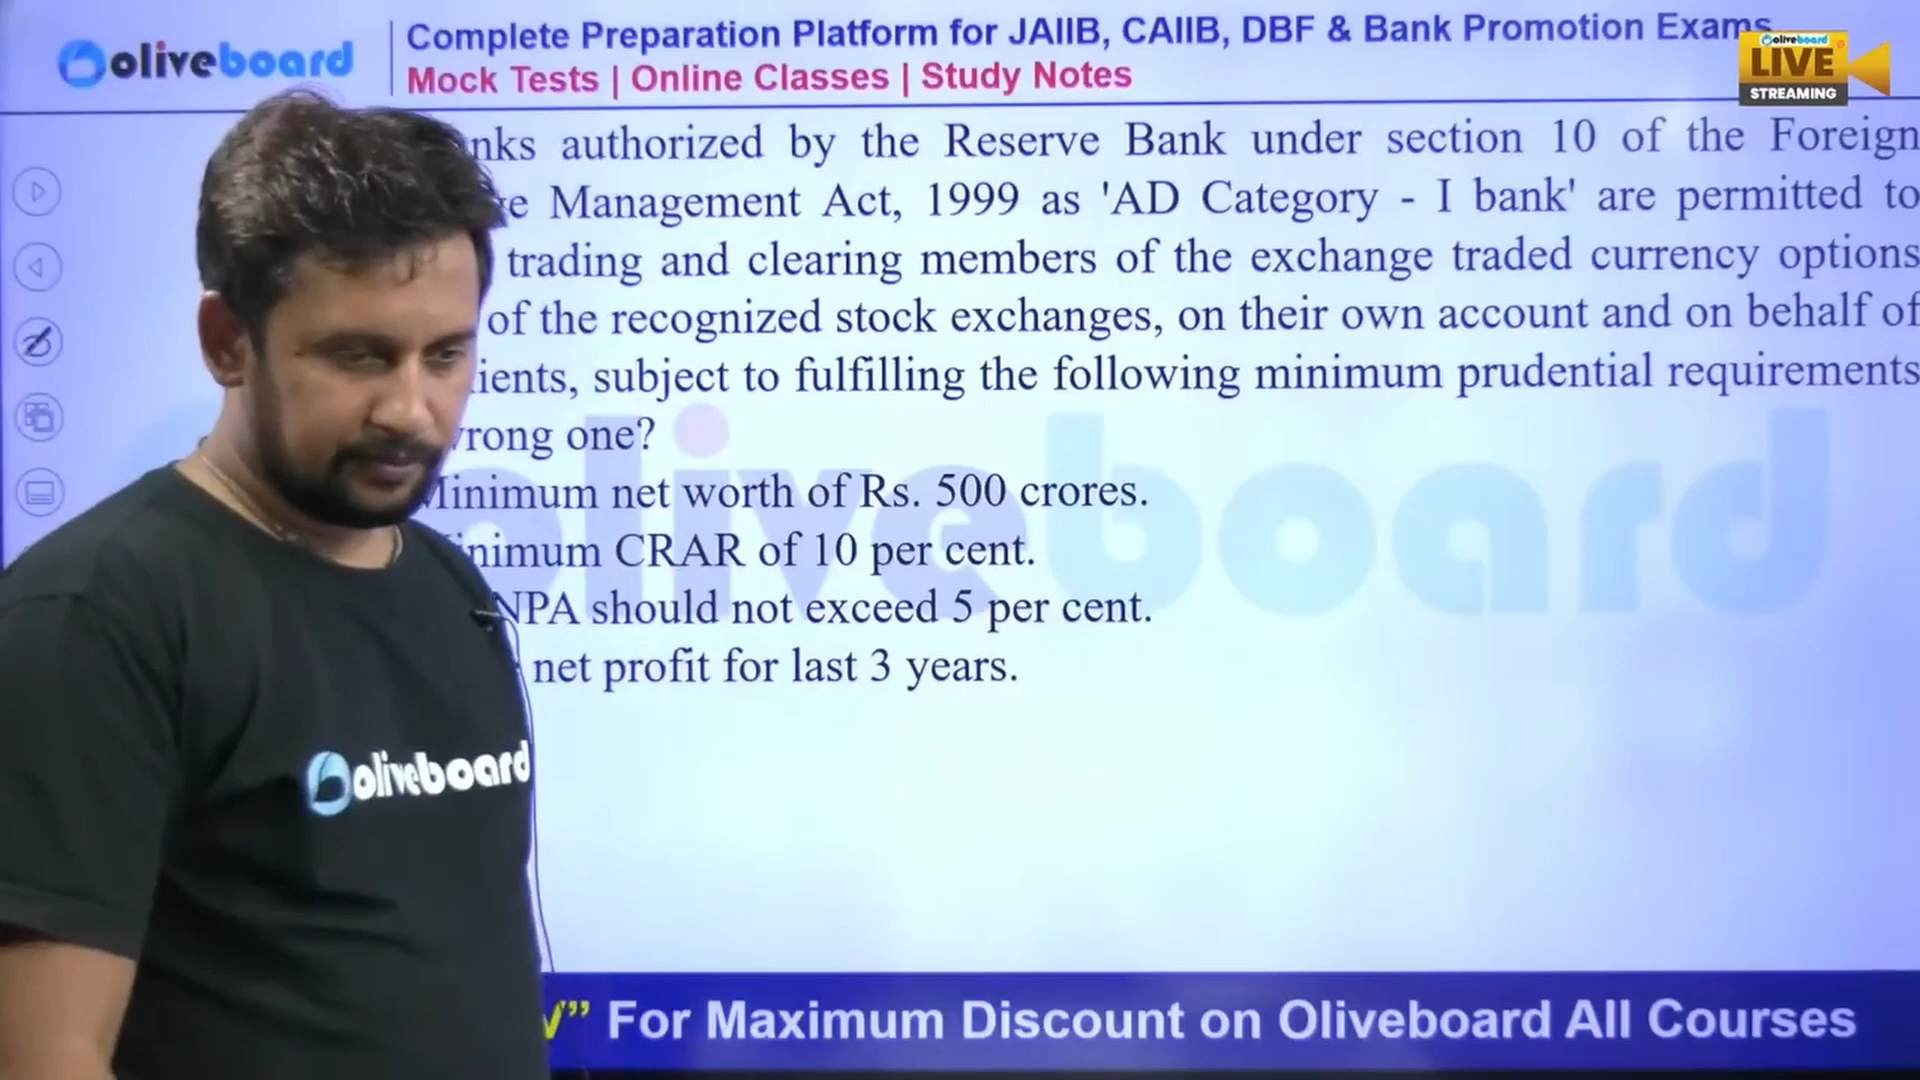 oliveboard
Complete Preparation Platform for JAIIB, CAIIB, DBF & Bank Promotion Exams
Mock Tests | Online Classes | Study Notes
oliveboard
LIVE
STREAMING
authorized by the Reserve Bank under section 10 of the Foreign
Management Act, 1999 as 'AD Category - I bank' are permitted to
trading and clearing members of the exchange traded currency options
of the recognized stock exchanges, on their own account and on behalf of
subject to fulfilling the following minimum prudential requirements
wrong one?
Minimum net worth of Rs. 500 crores.
Minimum CRAR of 10 per cent.
NPA should not exceed 5 per cent.
net profit for last 3 years.
oliveboard
oliveboard
For Maximum Discount on Oliveboard All Courses